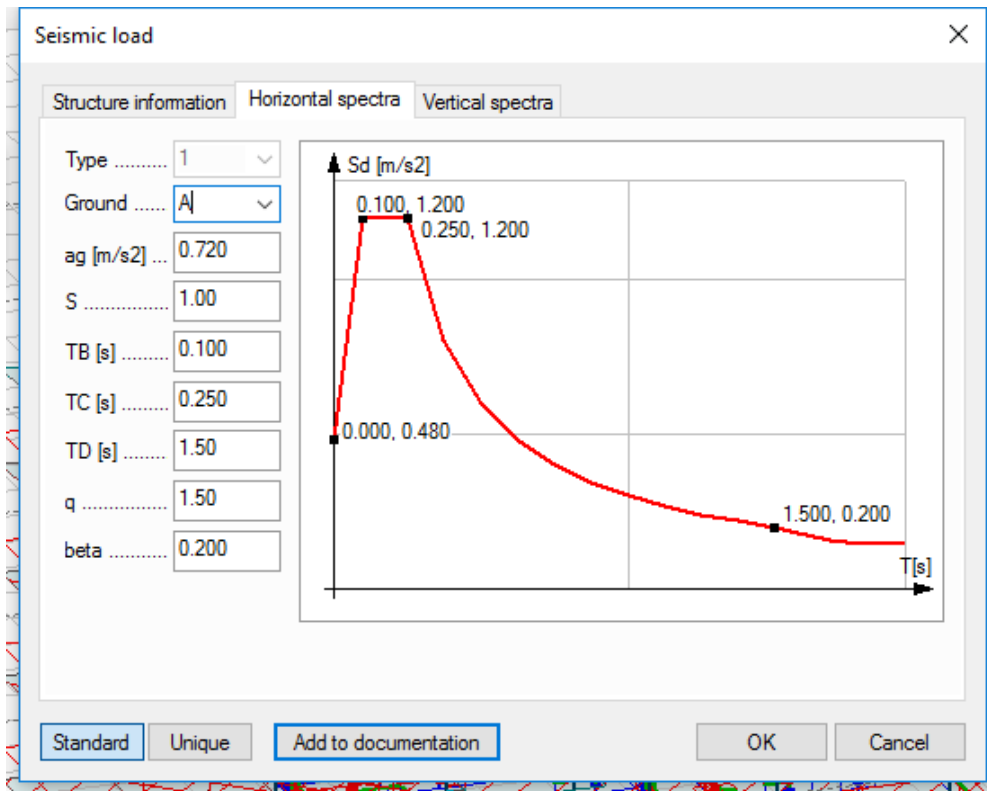 Seismic load
Structure information Horizontal spectra Vertical spectra
Type .......... 1
Ground ...... A
ag [m/s2] ... 0.720
S ................ 1.00
TB [s] ......... 0.100
TC [s] ......... 0.250
TD [s] ........ 1.50
q ................ 1.50
beta ........... 0.200
Sd [m/s2]
0.100, 1.200
0.250, 1.200
0.000, 0.480
1.500, 0.200
T[s]
Standard Unique Add to documentation OK Cancel